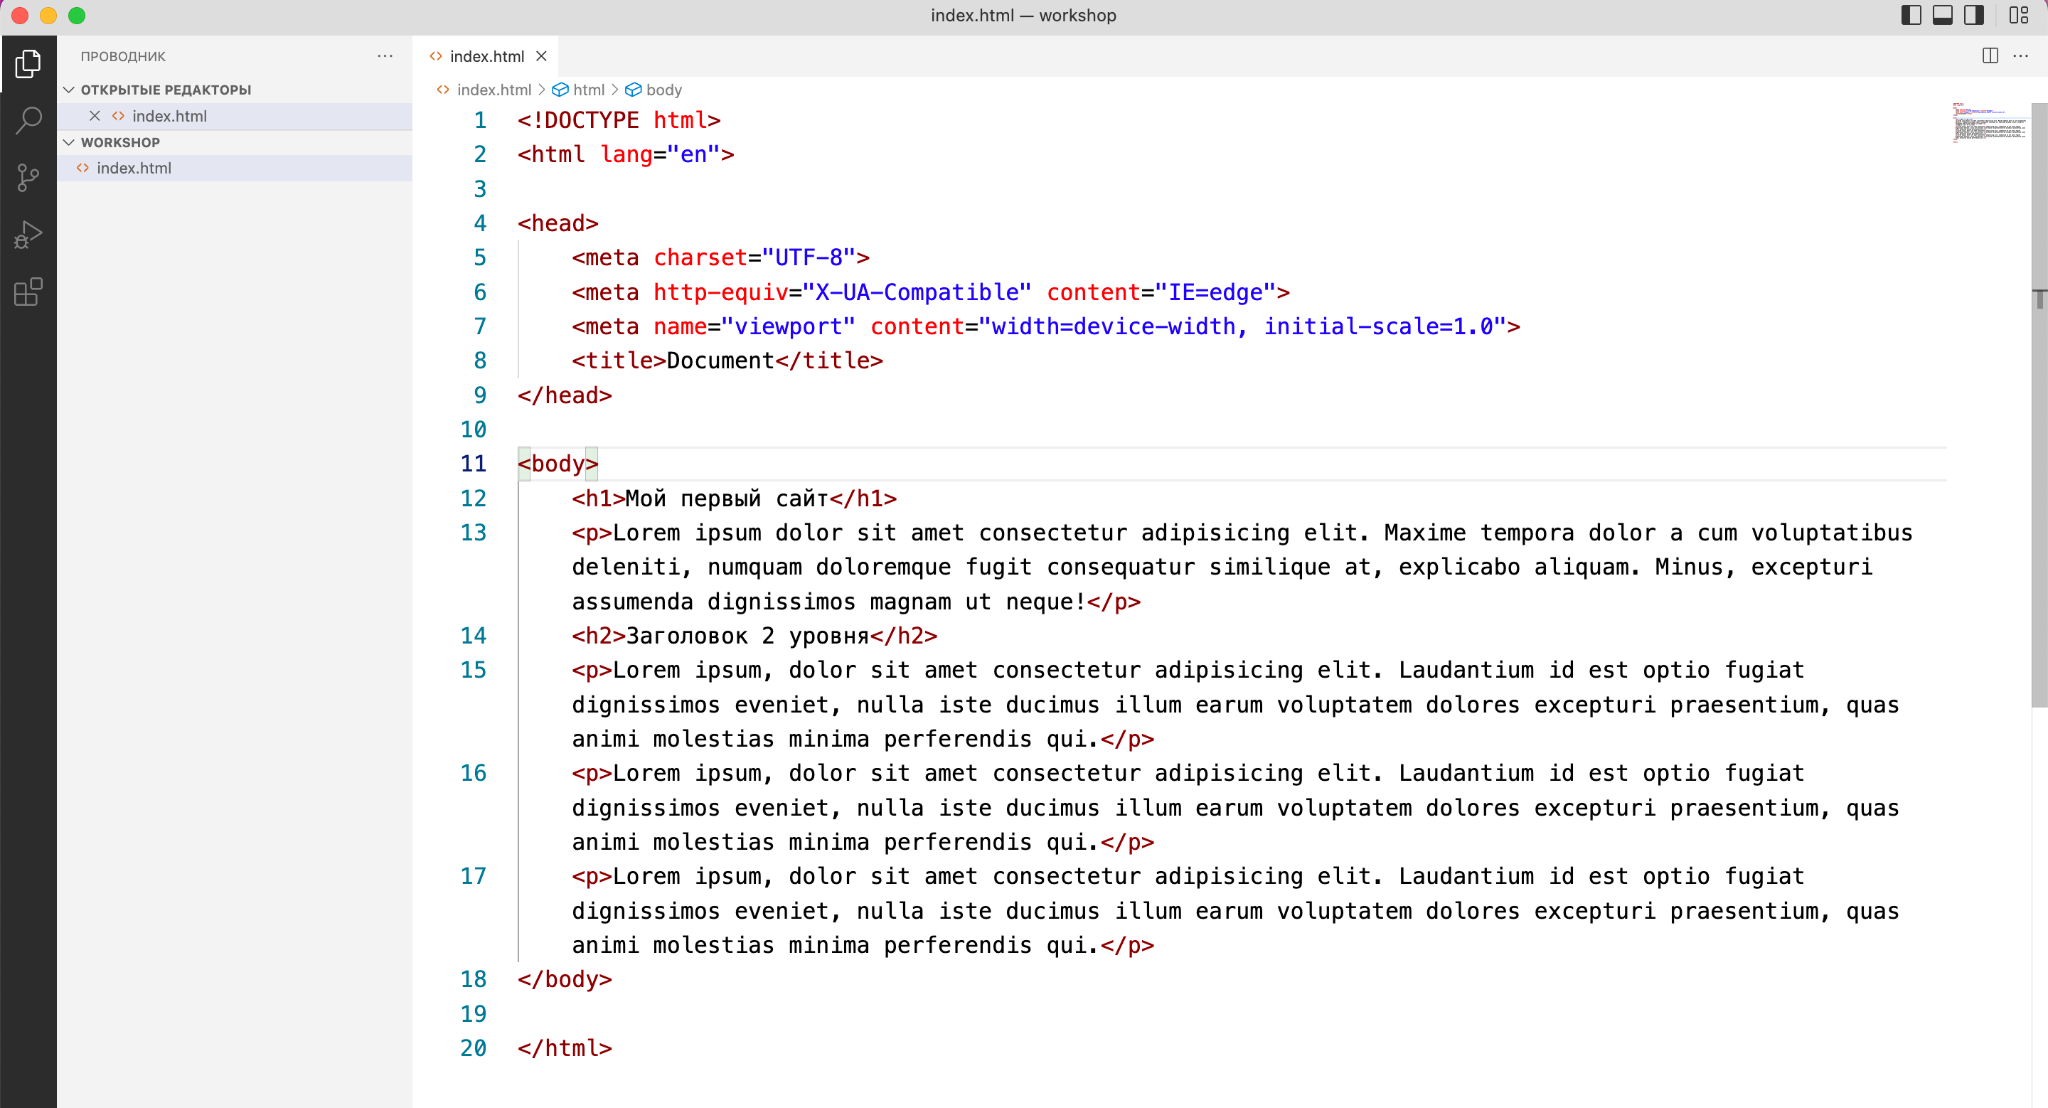 index.html — workshop
ПРОВОДНИК
ОТКРЫТЫЕ РЕДАКТОРЫ
index.html
WORKSHOP
index.html
index.html
index.html > html > body
1 <!DOCTYPE html>
2 <html lang="en">
3
4 <head>
5 <meta charset="UTF-8">
6 <meta http-equiv="X-UA-Compatible" content="IE=edge">
7 <meta name="viewport" content="width=device-width, initial-scale=1.0">
8 <title>Document</title>
9 </head>
10
11 <body>
12 <h1>Мой первый сайт</h1>
13 <p>Lorem ipsum dolor sit amet consectetur adipisicing elit. Maxime tempora dolor a cum voluptatibus
deleniti, numquam doloremque fugit consequatur similique at, explicabo aliquam. Minus, excepturi
assumenda dignissimos magnam ut neque!</p>
14 <h2>Заголовок 2 уровня</h2>
15 <p>Lorem ipsum, dolor sit amet consectetur adipisicing elit. Laudantium id est optio fugiat
dignissimos eveniet, nulla iste ducimus illum earum voluptatem dolores excepturi praesentium, quas
animi molestias minima perferendis qui.</p>
16 <p>Lorem ipsum, dolor sit amet consectetur adipisicing elit. Laudantium id est optio fugiat
dignissimos eveniet, nulla iste ducimus illum earum voluptatem dolores excepturi praesentium, quas
animi molestias minima perferendis qui.</p>
17 <p>Lorem ipsum, dolor sit amet consectetur adipisicing elit. Laudantium id est optio fugiat
dignissimos eveniet, nulla iste ducimus illum earum voluptatem dolores excepturi praesentium, quas
animi molestias minima perferendis qui.</p>
18 </body>
19
20 </html>